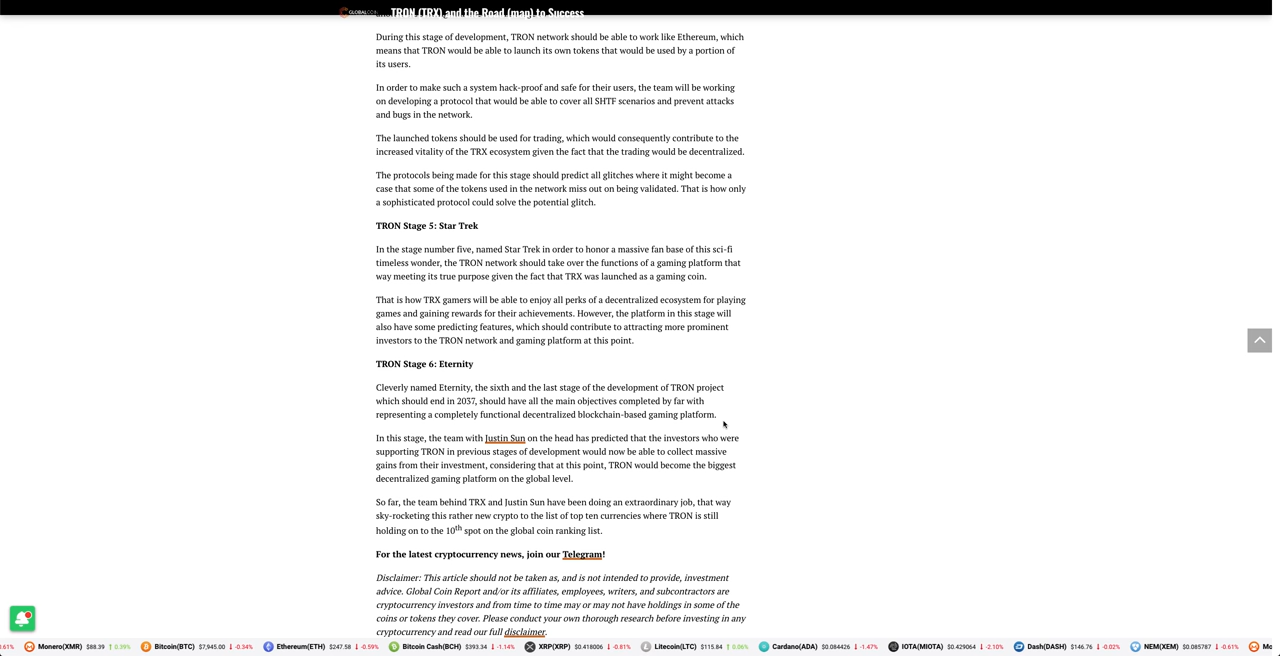 GLOBALCOIN
TRON (TRX) and the Road (map) to Success
During this stage of development, TRON network should be able to work like Ethereum, which
means that TRON would be able to launch its own tokens that would be used by a portion of
its users.
In order to make such a system hack-proof and safe for their users, the team will be working
on developing a protocol that would be able to cover all SHTF scenarios and prevent attacks
and bugs in the network.
The launched tokens should be used for trading, which would consequently contribute to the
increased vitality of the TRX ecosystem given the fact that the trading would be decentralized.
The protocols being made for this stage should predict all glitches where it might become a
case that some of the tokens used in the network miss out on being validated. That is how only
a sophisticated protocol could solve the potential glitch.
TRON Stage 5: Star Trek
In the stage number five, named Star Trek in order to honor a massive fan base of this sci-fi
timeless wonder, the TRON network should take over the functions of a gaming platform that
way meeting its true purpose given the fact that TRX was launched as a gaming coin.
That is how TRX gamers will be able to enjoy all perks of a decentralized ecosystem for playing
games and gaining rewards for their achievements. However, the platform in this stage will
also have some predicting features, which should contribute to attracting more prominent
investors to the TRON network and gaming platform at this point.
TRON Stage 6: Eternity
Cleverly named Eternity, the sixth and the last stage of the development of TRON project
which should end in 2037, should have all the main objectives completed by far with
representing a completely functional decentralized blockchain-based gaming platform.
In this stage, the team with Justin Sun on the head has predicted that the investors who were
supporting TRON in previous stages of development would now be able to collect massive
gains from their investment, considering that at this point, TRON would become the biggest
decentralized gaming platform on the global level.
So far, the team behind TRX and Justin Sun have been doing an extraordinary job, that way
sky-rocketing this rather new crypto to the list of top ten currencies where TRON is still
holding on to the 10th spot on the global coin ranking list.
For the latest cryptocurrency news, join our Telegram!
Disclaimer: This article should not be taken as, and is not intended to provide, investment
advice. Global Coin Report and/or its affiliates, employees, writers, and subcontractors are
cryptocurrency investors and from time to time may or may not have holdings in some of the
coins or tokens they cover. Please conduct your own thorough research before investing in any
cryptocurrency and read our full disclaimer.
0.61% Monero(XMR) $88.39 ↑ 0.39% Bitcoin(BTC) $7,945.00 ↓ -0.34% Ethereum(ETH) $247.58 ↓ -0.59% Bitcoin Cash(BCH) $393.34 ↓ -1.14% XRP(XRP) $0.418006 ↓ -0.81% Litecoin(LTC) $115.84 ↑ 0.06% Cardano(ADA) $0.084426 ↓ -1.47% IOTA(MIOTA) $0.429064 ↓ -2.10% Dash(DASH) $146.76 ↓ -0.02% NEM(XEM) $0.085787 ↓ -0.61% Mo